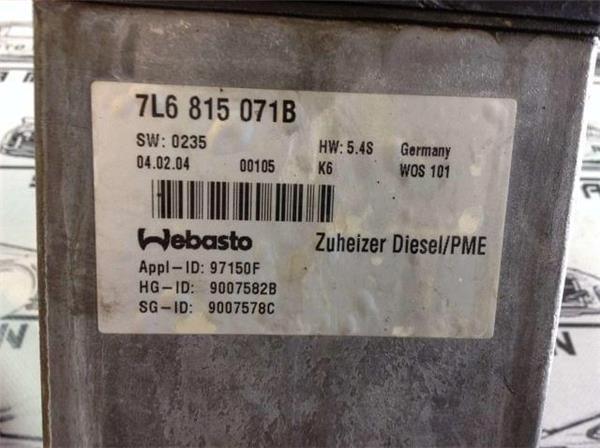 7L6 815 071B
SW: 0235 HW: 5.4S Germany
04.02.04 00105 K6 WOS 101
Webasto Zuheizer Diesel/PME
Appl-ID: 97150F
HG-ID: 9007582B
SG-ID: 9007578C